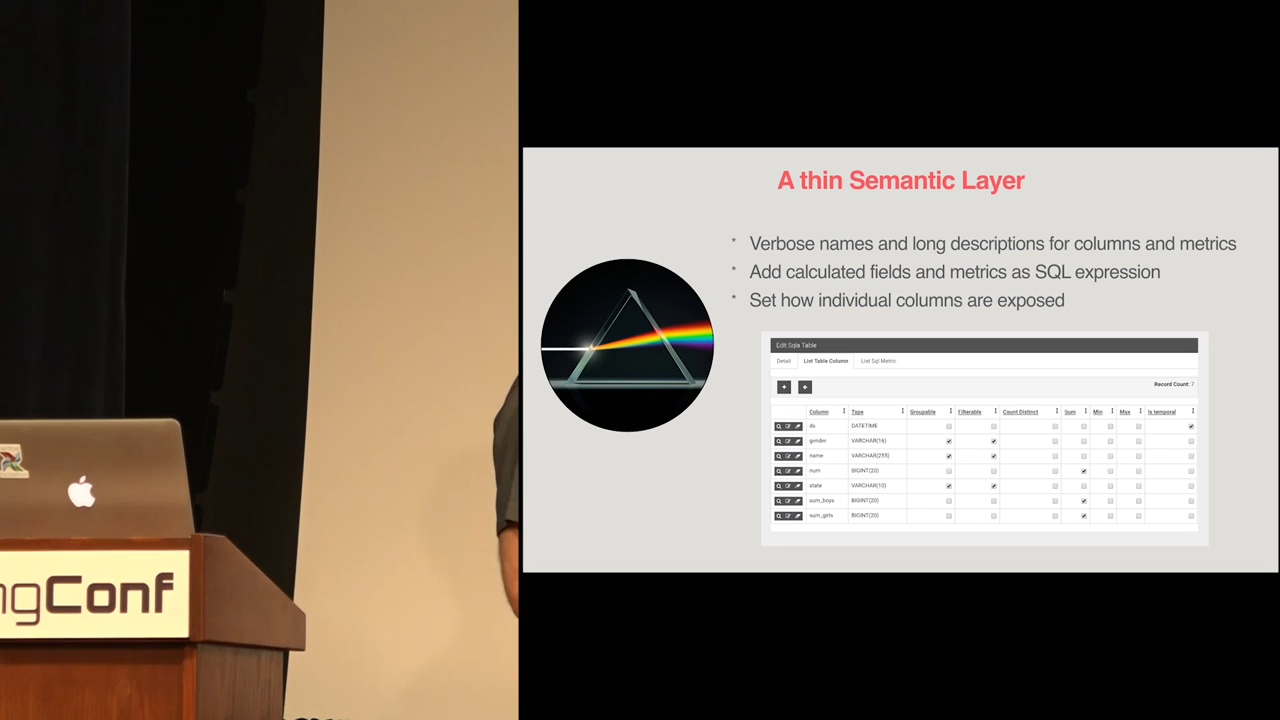 A thin Semantic Layer
* Verbose names and long descriptions for columns and metrics
* Add calculated fields and metrics as SQL expression
* Set how individual columns are exposed
Edit Sqla Table
Detail List Table Column List Sql Metric
Record Count: 7
Column Type Groupable Filterable Count Distinct Sum Min Max Is temporal
ds DATETIME
gender VARCHAR(16)
name VARCHAR(255)
num BIGINT(20)
state VARCHAR(10)
sum_boys BIGINT(20)
sum_girls BIGINT(20)
ngConf